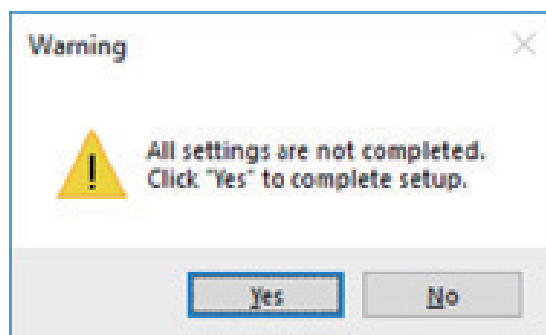 Warning
All settings are not completed.
Click "Yes" to complete setup.
Yes
No